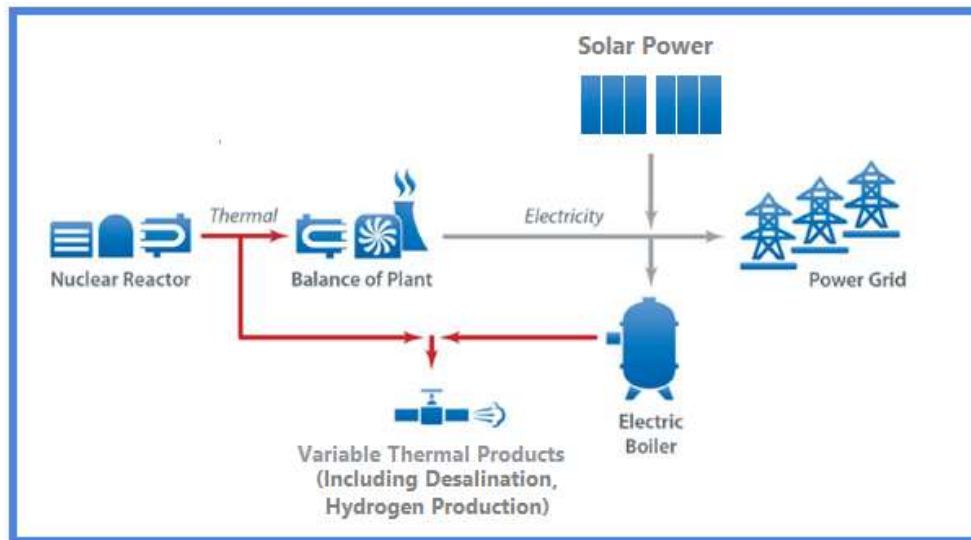 Solar Power
Thermal
Electricity
Nuclear Reactor
Balance of Plant
Power Grid
Electric
Boiler
Variable Thermal Products
(Including Desalination,
Hydrogen Production)